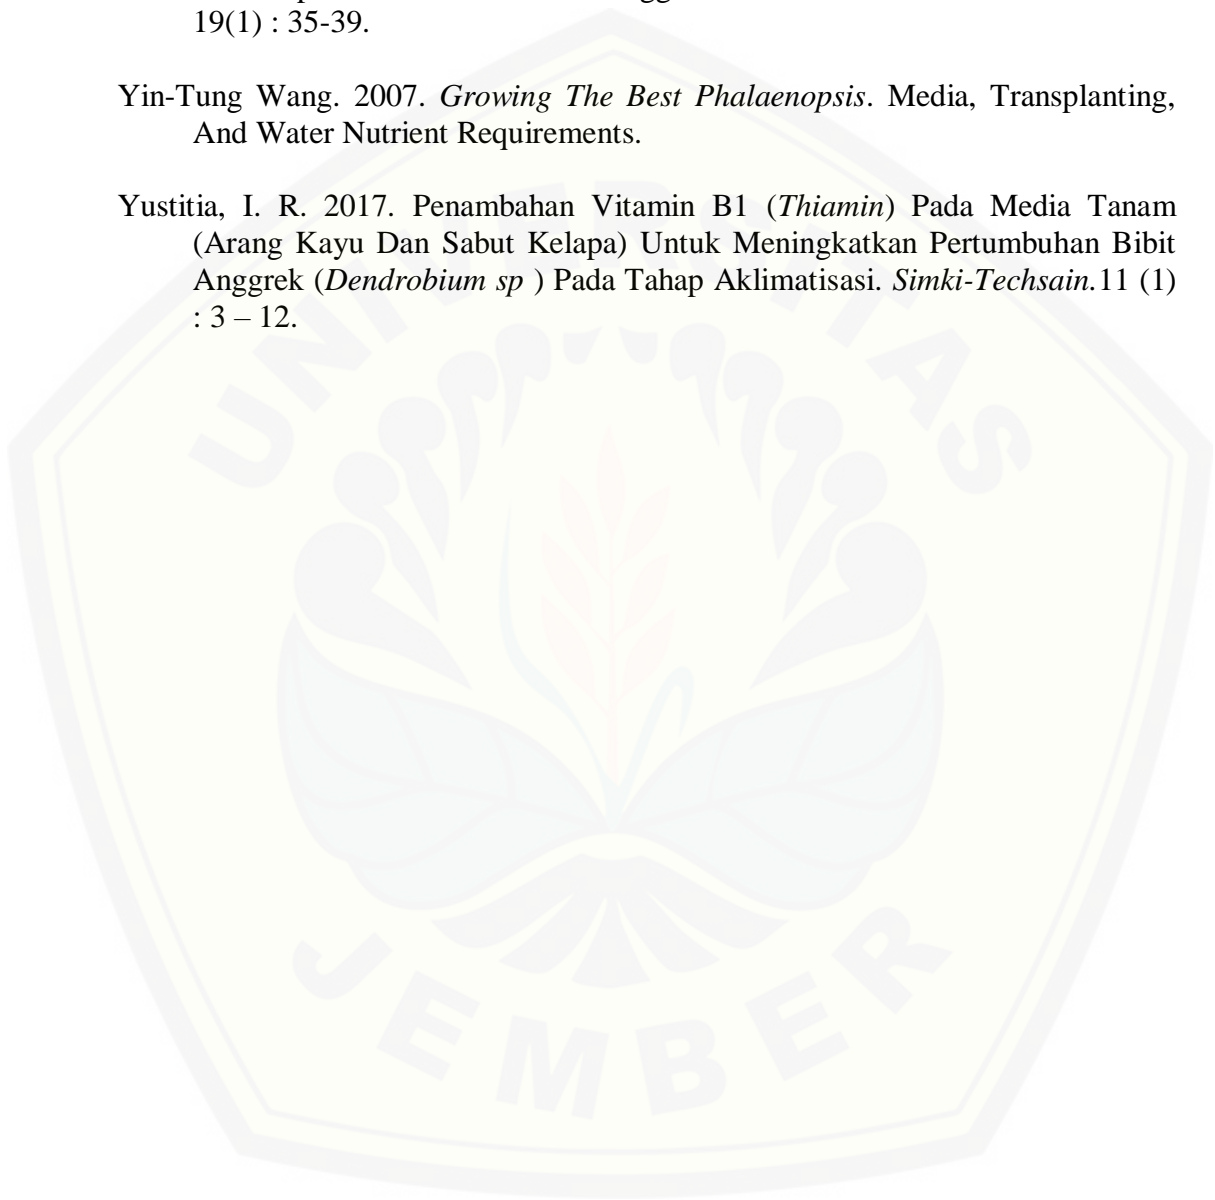 19(1) : 35-39.
Yin-Tung Wang. 2007. Growing The Best Phalaenopsis. Media, Transplanting,
And Water Nutrient Requirements.
Yustitia, I. R. 2017. Penambahan Vitamin B1 (Thiamin) Pada Media Tanam
(Arang Kayu Dan Sabut Kelapa) Untuk Meningkatkan Pertumbuhan Bibit
Anggrek (Dendrobium sp ) Pada Tahap Aklimatisasi. Simki-Techsain.11 (1)
: 3 – 12.
UNIVERSITAS
JEMBER